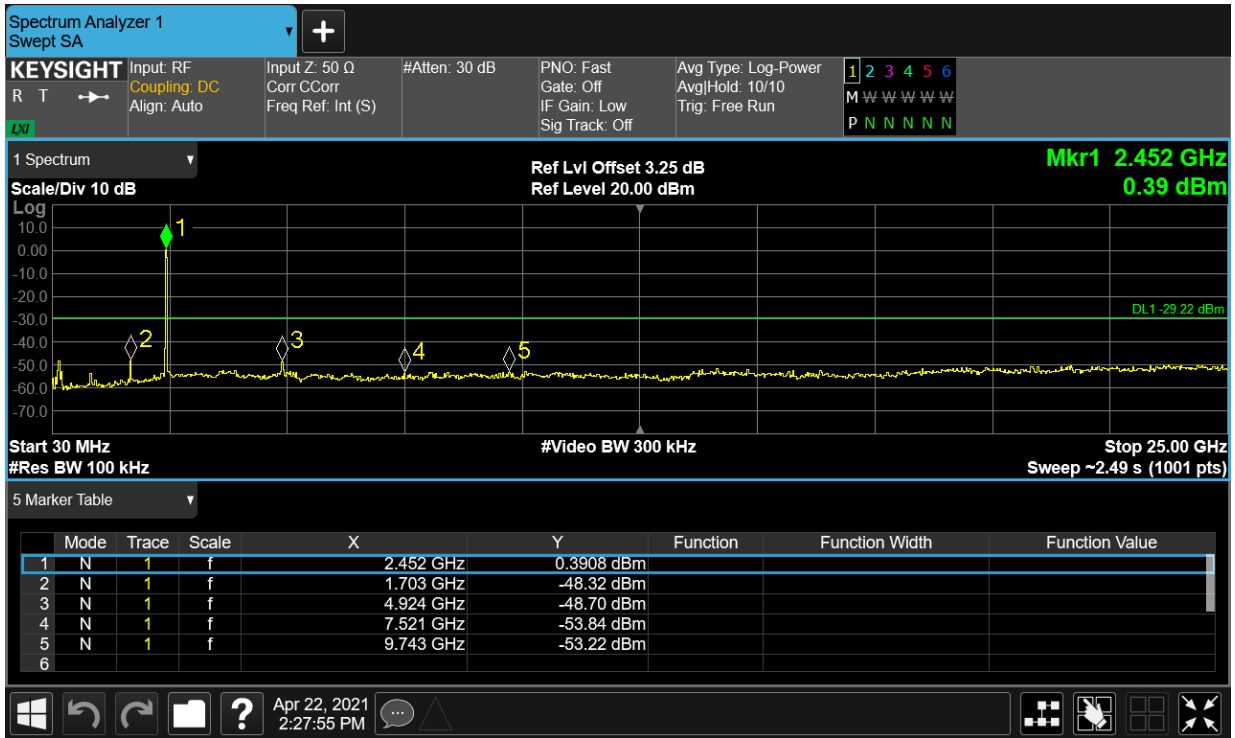 Spectrum Analyzer 1
Swept SA
+
KEYSIGHT
R T
LXI
Input: RF
Coupling: DC
Align: Auto
Input Z: 50 Ω
Corr CCorr
Freq Ref: Int (S)
#Atten: 30 dB
PNO: Fast
Gate: Off
IF Gain: Low
Sig Track: Off
Avg Type: Log-Power
Avg|Hold: 10/10
Trig: Free Run
1 2 3 4 5 6
M W W W W W
P N N N N N
1 Spectrum
Scale/Div 10 dB
Ref Lvl Offset 3.25 dB
Ref Level 20.00 dBm
Mkr1 2.452 GHz
0.39 dBm
Log
10.0
0.00
-10.0
-20.0
-30.0
-40.0
-50.0
-60.0
-70.0
1
2
3
4
5
DL1 -29.22 dBm
Start 30 MHz
#Res BW 100 kHz
#Video BW 300 kHz
Stop 25.00 GHz
Sweep ~2.49 s (1001 pts)
5 Marker Table
Mode Trace Scale X Y Function Function Width Function Value
1 N 1 f 2.452 GHz 0.3908 dBm
2 N 1 f 1.703 GHz -48.32 dBm
3 N 1 f 4.924 GHz -48.70 dBm
4 N 1 f 7.521 GHz -53.84 dBm
5 N 1 f 9.743 GHz -53.22 dBm
6
?
Apr 22, 2021
2:27:55 PM